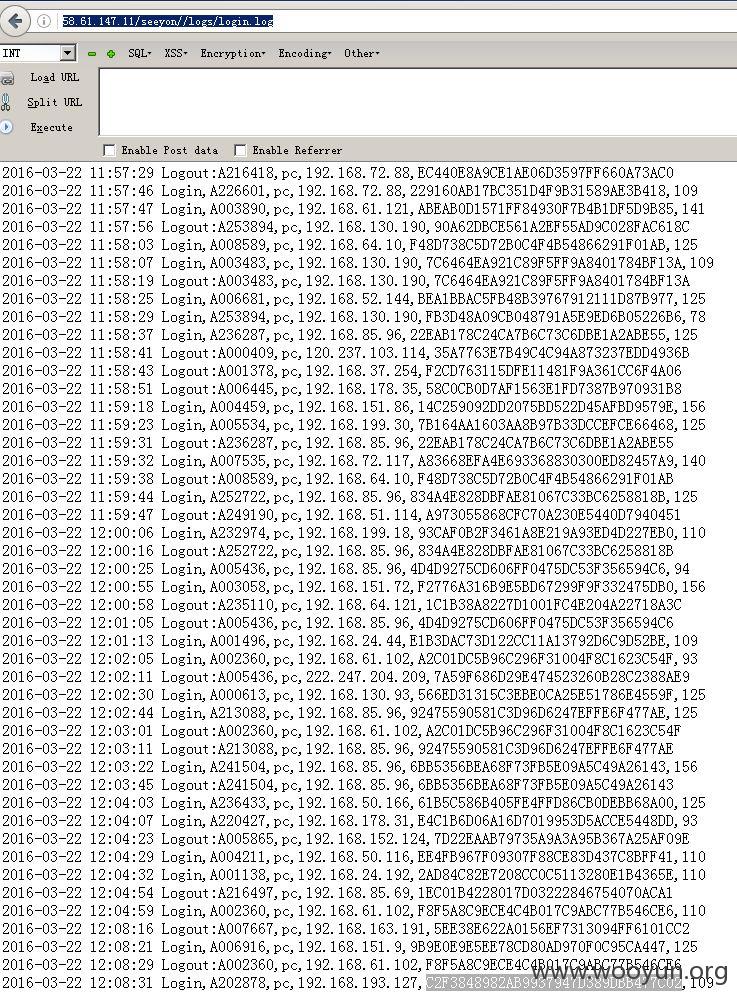 58.61.147.11/seeyon//logs/login.log
INT SQL- XSS- Encryption- Encoding- Other-
Load URL
Split URL
Execute
Enable Post data Enable Referrer
2016-03-22 11:57:29 Logout:A216418,pc,192.168.72.88,EC440E8A9CE1AE06D3597FF660A73AC0
2016-03-22 11:57:46 Login,A226601,pc,192.168.72.88,229160AB17BC351D4F9B31589AE3B418,109
2016-03-22 11:57:47 Login,A003890,pc,192.168.61.121,ABEAB0D1571FF84930F7B4B1DF5D9B85,141
2016-03-22 11:57:56 Logout:A253894,pc,192.168.130.190,90A62DBCE561A2EF55AD9C028FAC618C
2016-03-22 11:58:03 Login,A008589,pc,192.168.64.10,F48D738C5D72B0C4F4B54866291F01AB,125
2016-03-22 11:58:07 Login,A003483,pc,192.168.130.190,7C6464EA921C89F5FF9A8401784BF13A,109
2016-03-22 11:58:19 Logout:A003483,pc,192.168.130.190,7C6464EA921C89F5FF9A8401784BF13A
2016-03-22 11:58:25 Login,A006681,pc,192.168.52.144,BEA1BBAC5FB48B39767912111D87B977,125
2016-03-22 11:58:29 Login,A253894,pc,192.168.130.190,FB3D48A09CB048791A5E9ED6B05226B6,78
2016-03-22 11:58:37 Login,A236287,pc,192.168.85.96,22EAB178C24CA7B6C73C6DBE1A2ABE55,125
2016-03-22 11:58:41 Logout:A000409,pc,120.237.103.114,35A7763E7B49C4C94A873237EDD4936B
2016-03-22 11:58:43 Logout:A001378,pc,192.168.37.254,F2CD763115DFE11481F9A361CC6F4A06
2016-03-22 11:58:51 Logout:A006445,pc,192.168.178.35,58C0CB0D7AF1563E1FD7387B970931B8
2016-03-22 11:59:18 Login,A004459,pc,192.168.151.86,14C259092DD2075BD522D45AFBD9579E,156
2016-03-22 11:59:23 Login,A005534,pc,192.168.199.30,7B164AA1603AA8B97B33DCCEFCE66468,125
2016-03-22 11:59:31 Logout:A236287,pc,192.168.85.96,22EAB178C24CA7B6C73C6DBE1A2ABE55
2016-03-22 11:59:32 Login,A007535,pc,192.168.72.117,A83668EFA4E693368830300ED82457A9,140
2016-03-22 11:59:38 Logout:A008589,pc,192.168.64.10,F48D738C5D72B0C4F4B54866291F01AB
2016-03-22 11:59:44 Login,A252722,pc,192.168.85.96,834A4E828DBFAE81067C33BC6258818B,125
2016-03-22 11:59:47 Logout:A249190,pc,192.168.51.114,A973055868CFC70A230E5440D7940451
2016-03-22 12:00:06 Login,A232974,pc,192.168.199.18,93CAF0B2F3461A8E219A93ED4D227EB0,110
2016-03-22 12:00:16 Logout:A252722,pc,192.168.85.96,834A4E828DBFAE81067C33BC6258818B
2016-03-22 12:00:25 Login,A005436,pc,192.168.85.96,4D4D9275CD606FF0475DC53F356594C6,94
2016-03-22 12:00:55 Login,A003058,pc,192.168.151.72,F2776A316B9E5BD67299F9F332475DB0,156
2016-03-22 12:00:58 Logout:A235110,pc,192.168.64.121,1C1B38A8227D1001FC4E204A22718A3C
2016-03-22 12:01:05 Logout:A005436,pc,192.168.85.96,4D4D9275CD606FF0475DC53F356594C6
2016-03-22 12:01:13 Login,A001496,pc,192.168.24.44,E1B3DAC73D122CC11A13792D6C9D52BE,109
2016-03-22 12:02:05 Login,A002360,pc,192.168.61.102,A2C01DC5B96C296F31004F8C1623C54F,93
2016-03-22 12:02:11 Logout:A005436,pc,222.247.204.209,7A59F686D29E474523260B28C2388AE9
2016-03-22 12:02:30 Login,A000613,pc,192.168.130.93,566ED31315C3EBE0CA25E51786E4559F,125
2016-03-22 12:02:44 Login,A213088,pc,192.168.85.96,92475590581C3D96D6247EFFE6F477AE,125
2016-03-22 12:03:01 Logout:A002360,pc,192.168.61.102,A2C01DC5B96C296F31004F8C1623C54F
2016-03-22 12:03:11 Logout:A213088,pc,192.168.85.96,92475590581C3D96D6247EFFE6F477AE
2016-03-22 12:03:22 Login,A241504,pc,192.168.85.96,6BB5356BEA68F73FB5E09A5C49A26143,156
2016-03-22 12:03:45 Logout:A241504,pc,192.168.85.96,6BB5356BEA68F73FB5E09A5C49A26143
2016-03-22 12:04:03 Login,A236433,pc,192.168.50.166,61B5C586B405FE4FFD86CB0DEBB68A00,125
2016-03-22 12:04:07 Login,A220427,pc,192.168.178.31,E4C1B6D06A16D7019953D5ACCE5448DD,93
2016-03-22 12:04:23 Logout:A005865,pc,192.168.152.124,7D22EAAB79735A9A3A95B367A25AF09E
2016-03-22 12:04:29 Login,A004211,pc,192.168.50.116,EE4FB967F09307F88CE83D437C8BFF41,110
2016-03-22 12:04:32 Login,A001138,pc,192.168.24.192,2AD84C82E7208CC0C5113280E1B4365E,110
2016-03-22 12:04:54 Logout:A216497,pc,192.168.85.69,1EC01B4228017D03222846754070ACA1
2016-03-22 12:04:59 Login,A002360,pc,192.168.61.102,F8F5A8C9ECE4C4B017C9ABC77B546CE6,110
2016-03-22 12:08:16 Logout:A007667,pc,192.168.163.191,5EE38E622A0156EF7313094FF6101CC2
2016-03-22 12:08:21 Login,A006916,pc,192.168.151.9,9B9E0E9E5EE78CD80AD970F0C95CA447,125
2016-03-22 12:08:29 Logout:A002360,pc,192.168.61.102,F8F5A8C9ECE4C4B017C9ABC77B546CE6
2016-03-22 12:08:31 Login,A202878,pc,192.168.193.127,
www.wooyun.org